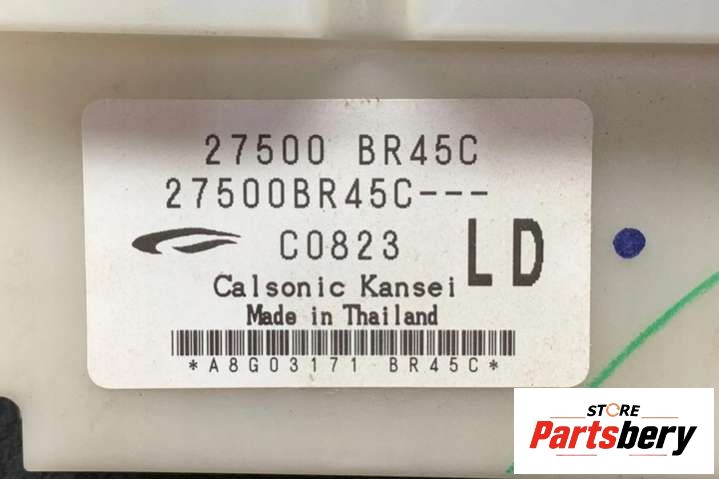 27500 BR45C
27500BR45C---
C0823
LD
Calsonic Kansei
Made in Thailand
*A8G03171 BR45C*
STORE
Partsbery